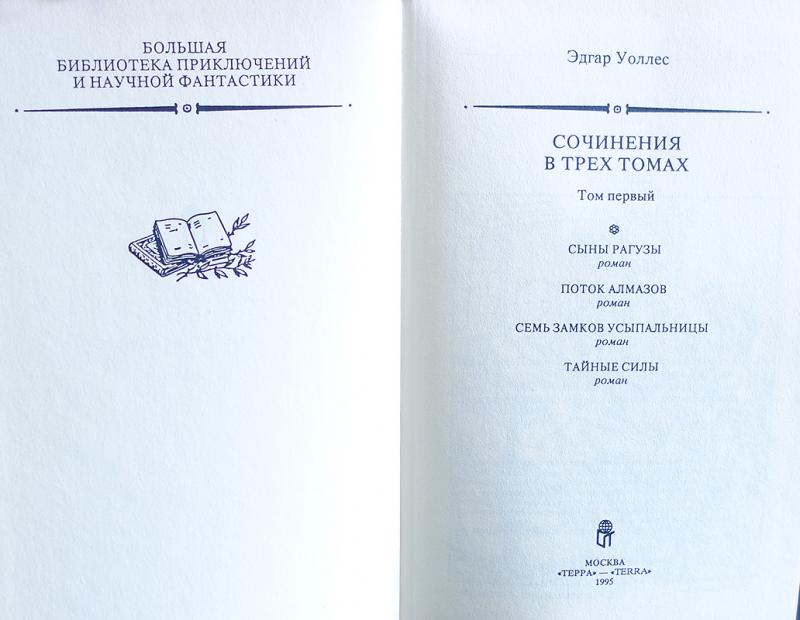 БОЛЬШАЯ
БИБЛИОТЕКА ПРИКЛЮЧЕНИЙ
И НАУЧНОЙ ФАНТАСТИКИ
Эдгар Уоллес
СОЧИНЕНИЯ
В ТРЕХ ТОМАХ
Том первый
СЫНЫ РАГУЗЫ
роман
ПОТОК АЛМАЗОВ
роман
СЕМЬ ЗАМКОВ УСЫПАЛЬНИЦЫ
роман
ТАЙНЫЕ СИЛЫ
роман
МОСКВА
«ТЕРРА» — «TERRA»
1995